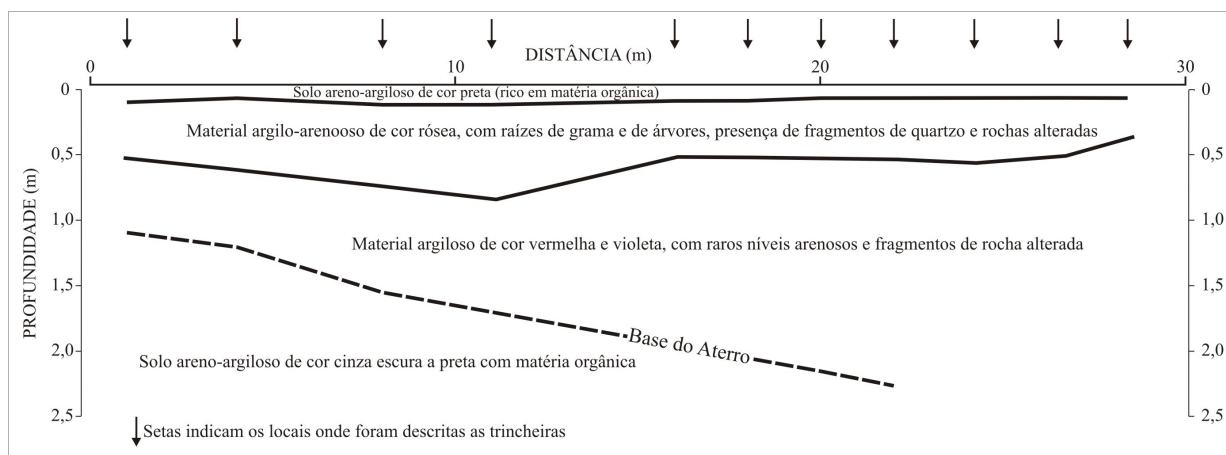 DISTÂNCIA (m)
0 10 20 30
0 0
Solo areno-argiloso de cor preta (rico em matéria orgânica)
Material argilo-arenooso de cor rósea, com raízes de grama e de árvores, presença de fragmentos de quartzo e rochas alteradas
0,5 0,5
PROFUNDIDADE (m)
1,0 1,0
Material argiloso de cor vermelha e violeta, com raros níveis arenosos e fragmentos de rocha alterada
1,5 1,5
Base do Aterro
2,0 2,0
Solo areno-argiloso de cor cinza escura a preta com matéria orgânica
2,5 2,5
Setas indicam os locais onde foram descritas as trincheiras